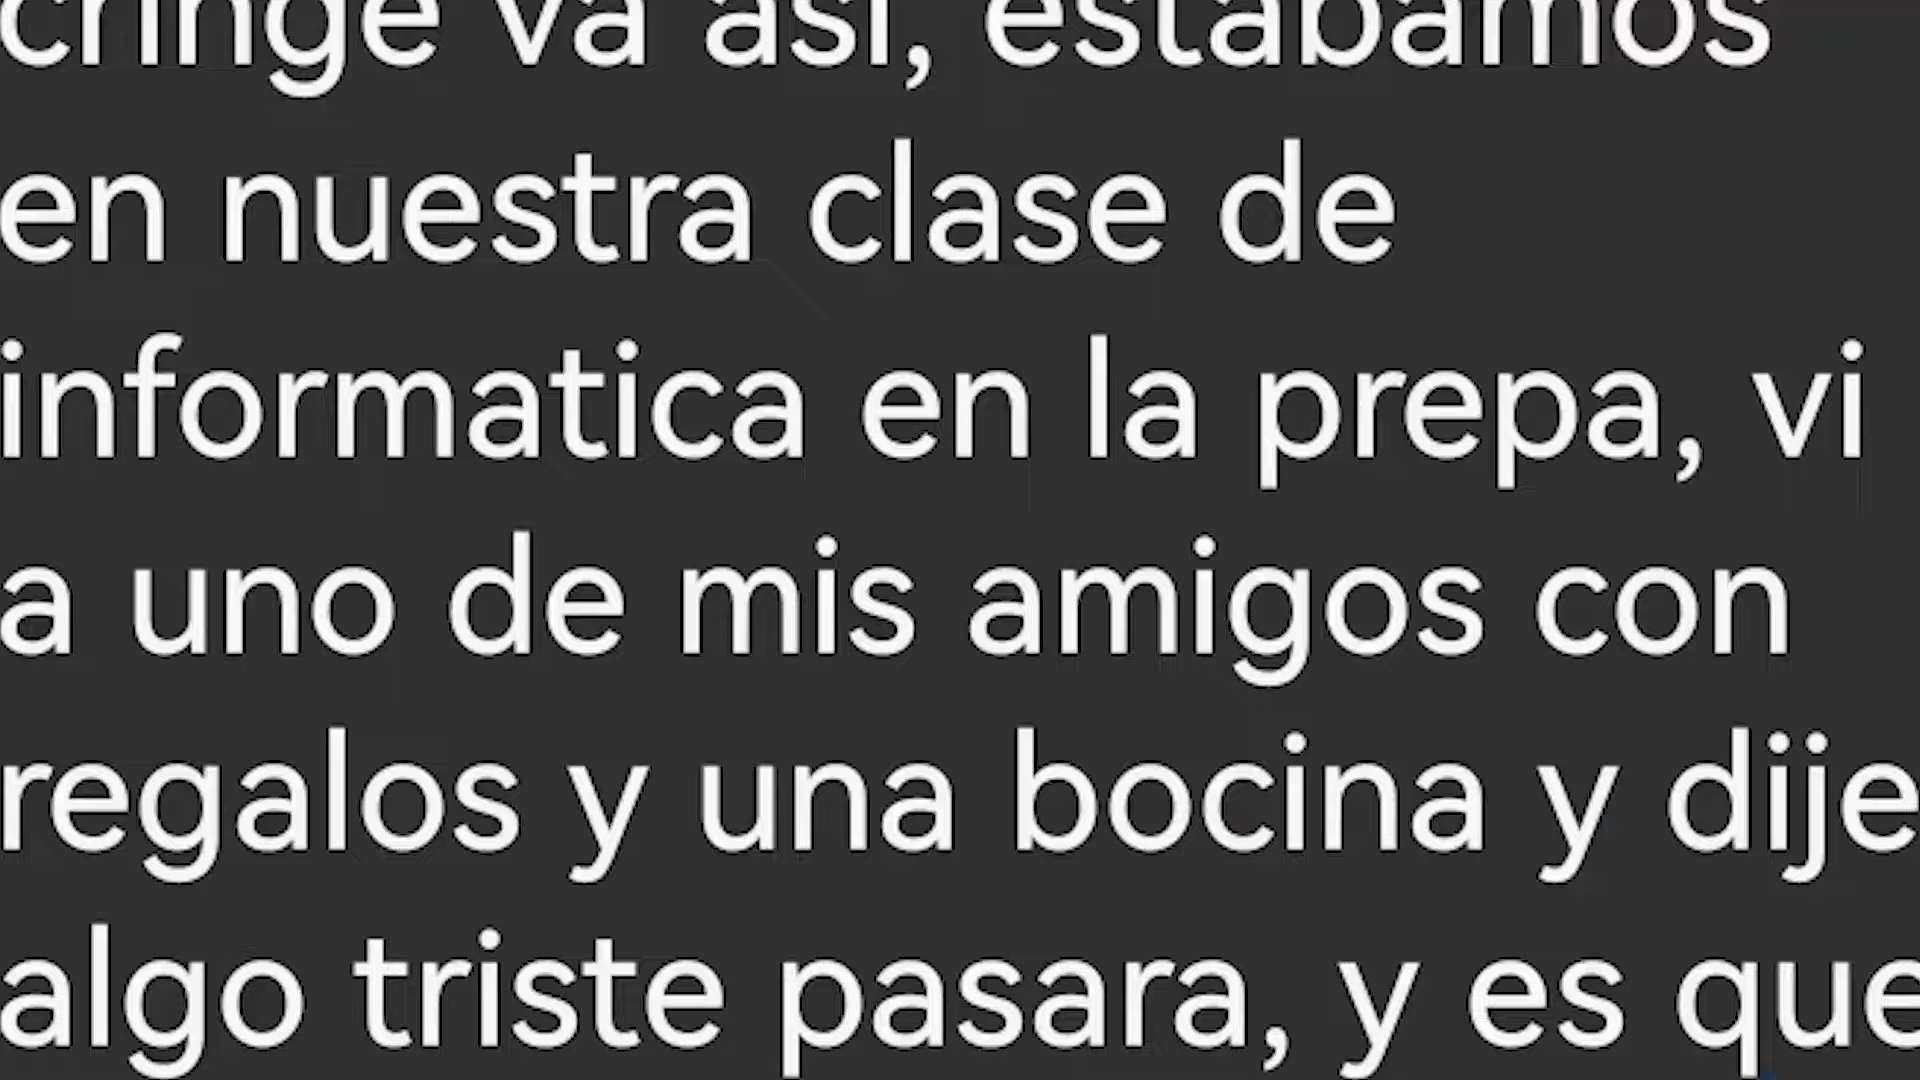 cringe va asi, estabamos
en nuestra clase de
informatica en la prepa, vi
a uno de mis amigos con
regalos y una bocina y dije
algo triste pasara, y es que